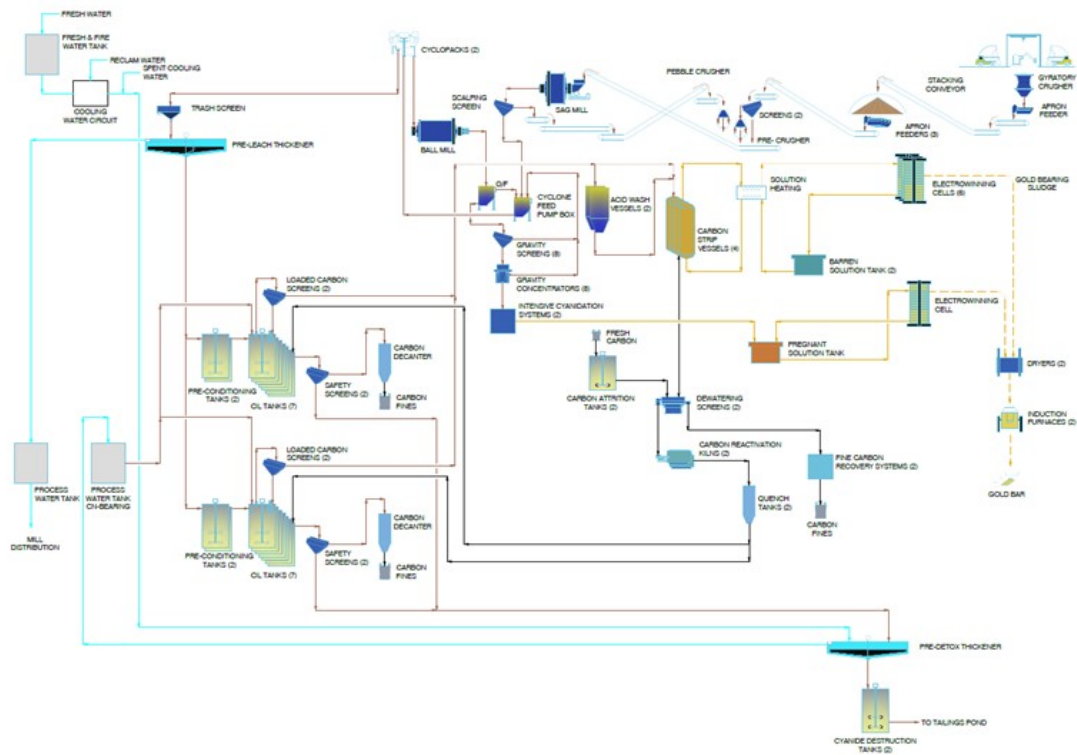 FRESH WATER
FRESH & FIRE
WATER TANK
RECLAM WATER
SPENT COOLING
WATER
COOLING
WATER CIRCUIT
TRASH SCREEN
PRE-LEACH THICKENER
CYCLOPACKS (2)
SCALPING
SCREEN
SAG MILL
BALL MILL
PEBBLE CRUSHER
SCREENS (2)
PRE- CRUSHER
STACKING
CONVEYOR
APRON
FEEDERS (3)
GYRATORY
CRUSHER
APRON
FEEDER
O/F
CYCLONE
FEED
PUMP BOX
ACID WASH
VESSELS (2)
SOLUTION
HEATING
CARBON
STRIP
VESSELS (4)
ELECTROWINNING
CELLS (6)
GOLD BEARING
SLUDGE
BARREN
SOLUTION TANK (2)
GRAVITY
SCREENS (8)
GRAVITY
CONCENTRATORS (8)
INTENSIVE CYANIDATION
SYSTEMS (2)
ELECTROWINNING
CELL
PREGNANT
SOLUTION TANK
LOADED CARBON
SCREENS (2)
PRE-CONDITIONING
TANKS (2)
CIL TANKS (7)
SAFETY
SCREENS (2)
CARBON
DECANTER
CARBON
FINES
FRESH
CARBON
CARBON ATTRITION
TANKS (2)
DEWATERING
SCREENS (2)
DRYERS (2)
INDUCTION
FURNACES (2)
GOLD BAR
CARBON REACTIVATION
KILNS (2)
FINE CARBON
RECOVERY SYSTEMS (2)
QUENCH
TANKS (2)
CARBON
FINES
PROCESS
WATER TANK
PROCESS
WATER TANK
CN-BEARING
MILL
DISTRIBUTION
LOADED CARBON
SCREENS (2)
PRE-CONDITIONING
TANKS (2)
CIL TANKS (7)
SAFETY
SCREENS (2)
CARBON
DECANTER
CARBON
FINES
PRE-DETOX THICKENER
TO TAILINGS POND
CYANIDE DESTRUCTION
TANKS (2)